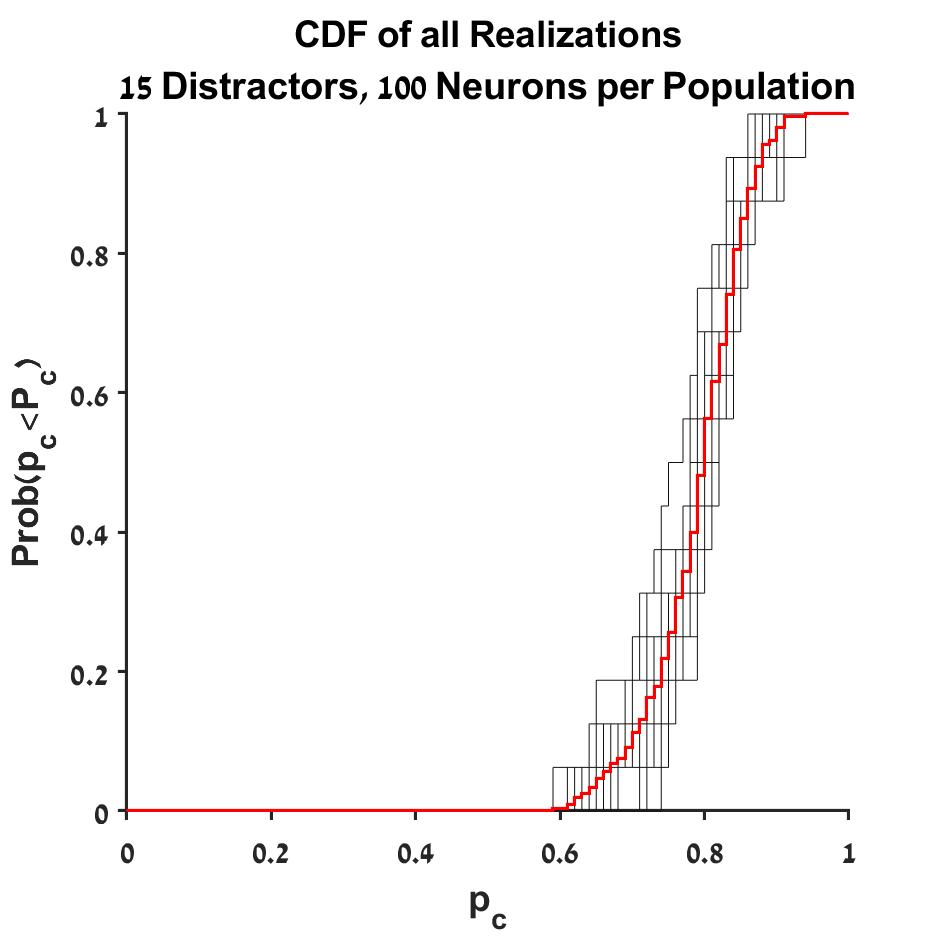 CDF of all Realizations
15 Distractors, 100 Neurons per Population
1
0.8
0.6
0.4
0.2
0
Prob(p_c<P_c)
0 0.2 0.4 0.6 0.8 1
p_c